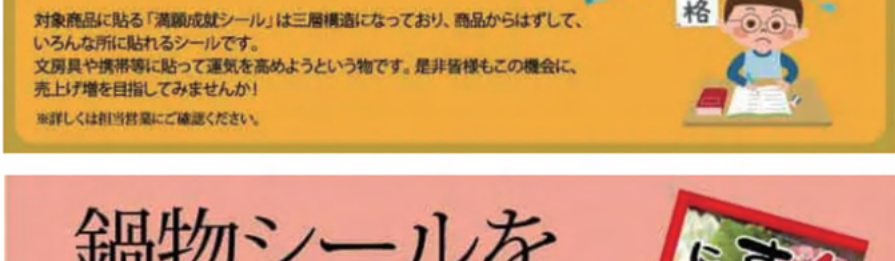 対象商品に貼る「満願成就シール」は三層構造になっており、商品からはずして、
いろんな所に貼れるシールです。
文房具や携帯等に貼って運気を高めようという物です。是非皆様もこの機会に、
売上げ増を目指してみませんか!
※詳しくは担当営業にご確認ください。
格
鍋物シールを